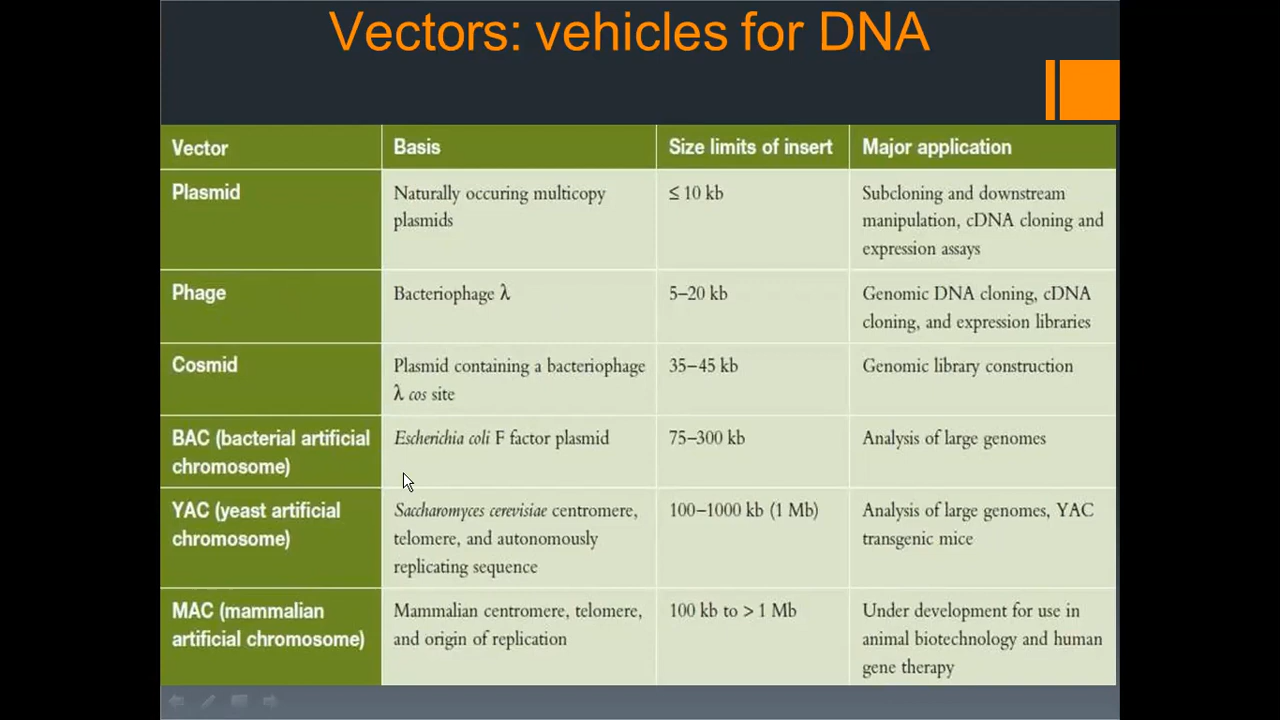 Vectors: vehicles for DNA
Vector
Basis
Size limits of insert
Major application
Plasmid
Naturally occuring multicopy
plasmids
≤ 10 kb
Subcloning and downstream
manipulation, cDNA cloning and
expression assays
Phage
Bacteriophage λ
5–20 kb
Genomic DNA cloning, cDNA
cloning, and expression libraries
Cosmid
Plasmid containing a bacteriophage
λ cos site
35–45 kb
Genomic library construction
BAC (bacterial artificial
chromosome)
Escherichia coli F factor plasmid
75–300 kb
Analysis of large genomes
YAC (yeast artificial
chromosome)
Saccharomyces cerevisiae centromere,
telomere, and autonomously
replicating sequence
100–1000 kb (1 Mb)
Analysis of large genomes, YAC
transgenic mice
MAC (mammalian
artificial chromosome)
Mammalian centromere, telomere,
and origin of replication
100 kb to > 1 Mb
Under development for use in
animal biotechnology and human
gene therapy